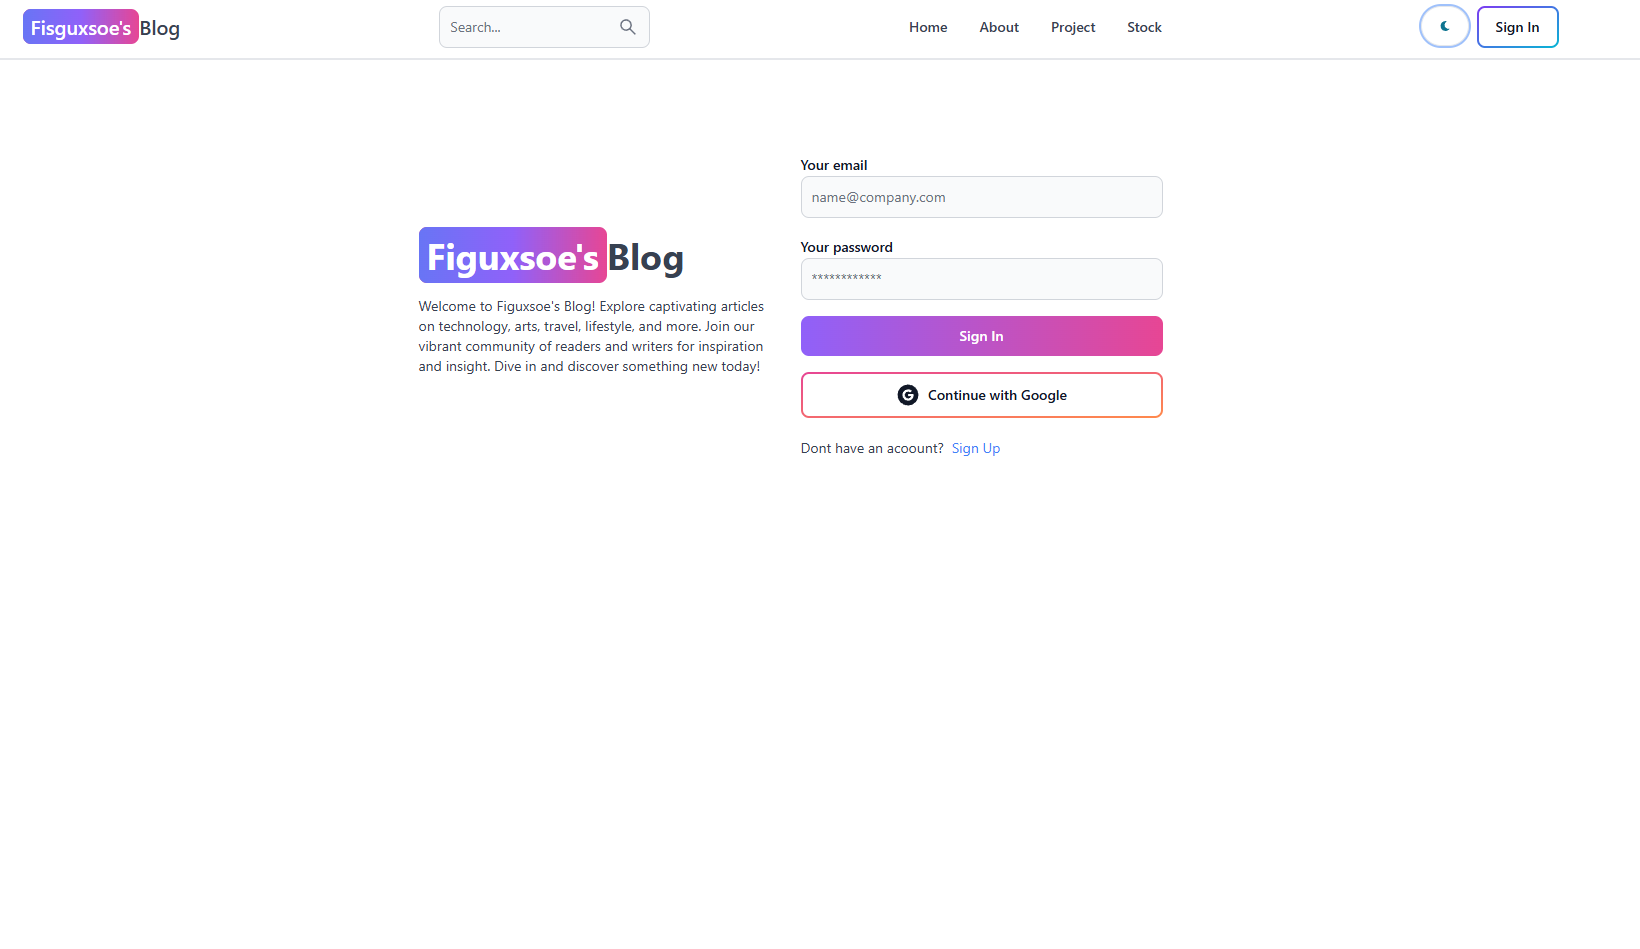 Fisguxsoe's Blog
Search...
Home
About
Project
Stock
Sign In
Figuxsoe's Blog
Welcome to Figuxsoe's Blog! Explore captivating articles
on technology, arts, travel, lifestyle, and more. Join our
vibrant community of readers and writers for inspiration
and insight. Dive in and discover something new today!
Your email
name@company.com
Your password
************
Sign In
G Continue with Google
Dont have an acoount? Sign Up